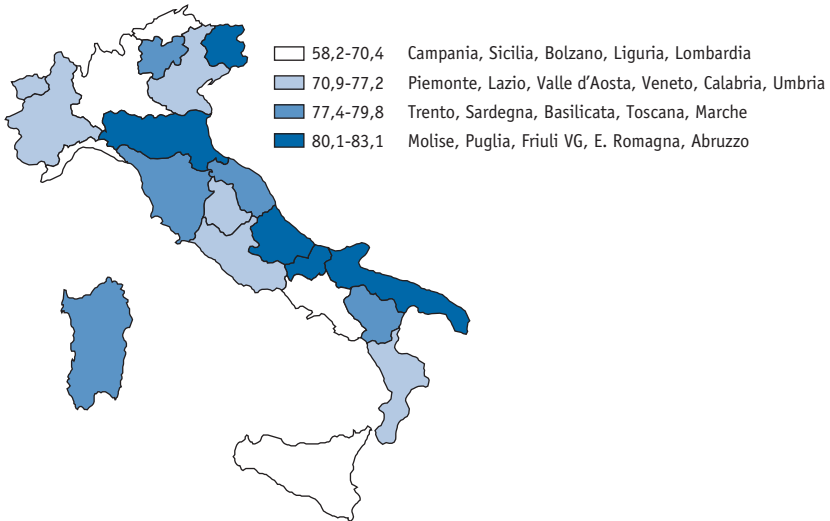 58,2-70,4 Campania, Sicilia, Bolzano, Liguria, Lombardia
70,9-77,2 Piemonte, Lazio, Valle d'Aosta, Veneto, Calabria, Umbria
77,4-79,8 Trento, Sardegna, Basilicata, Toscana, Marche
80,1-83,1 Molise, Puglia, Friuli VG, E. Romagna, Abruzzo